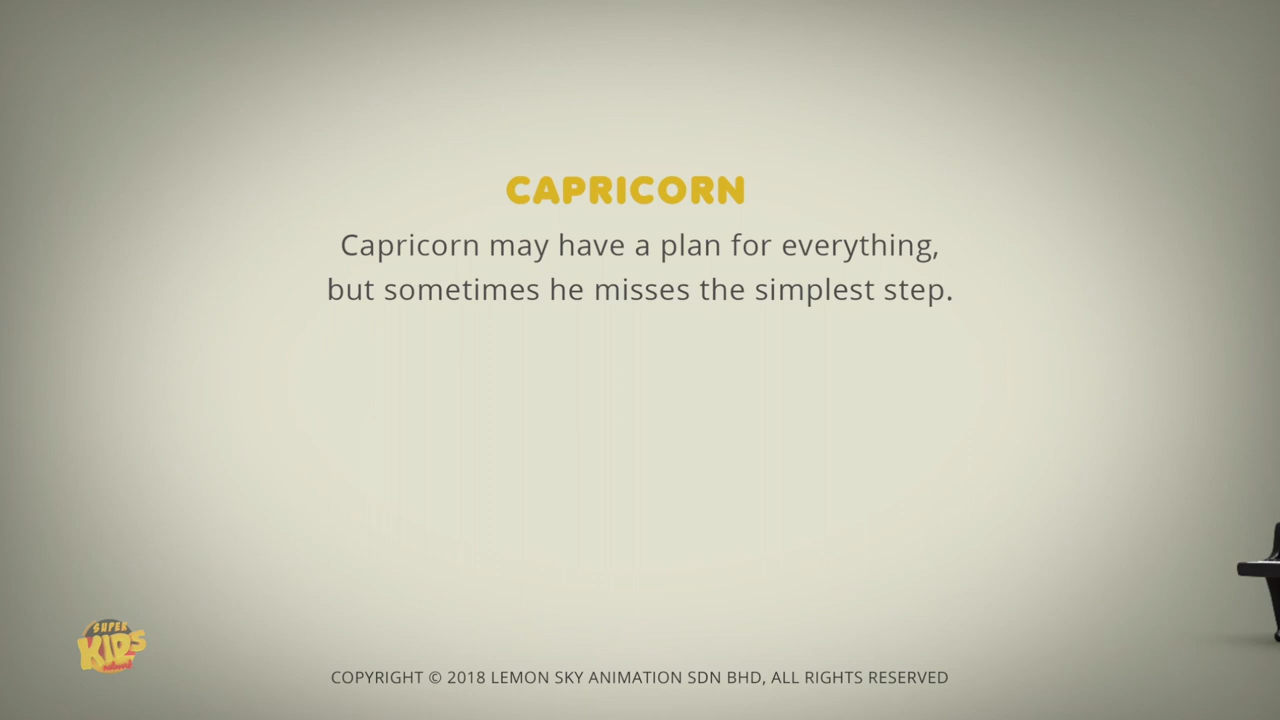 CAPRICORN
Capricorn may have a plan for everything,
but sometimes he misses the simplest step.
SUPER
KIDS
COPYRIGHT © 2018 LEMON SKY ANIMATION SDN BHD, ALL RIGHTS RESERVED